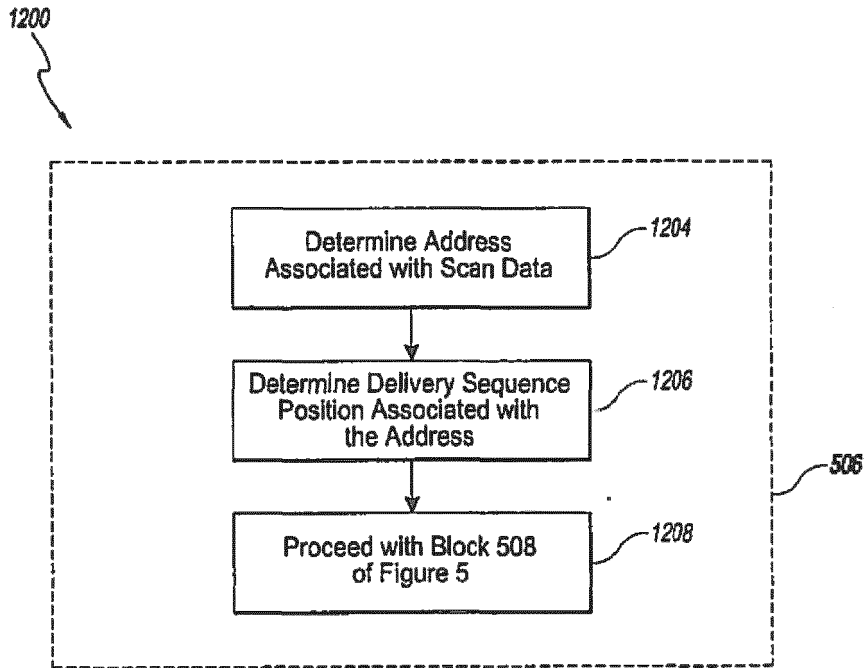 1200
Determine Address
Associated with Scan Data
1204
Determine Delivery Sequence
Position Associated with
the Address
1206
506
Proceed with Block 508
of Figure 5
1208